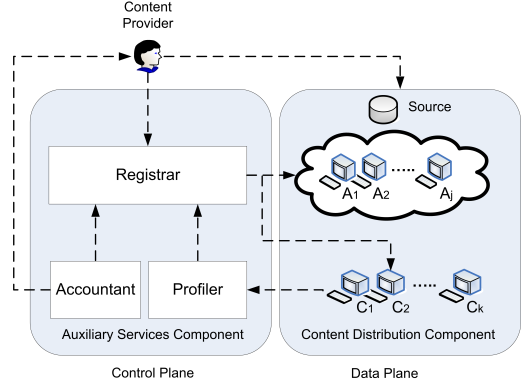 Content
Provider
Source
Registrar
A1 A2 ..... Aj
Accountant
Profiler
C1 C2 ..... Ck
Auxiliary Services Component
Content Distribution Component
Control Plane
Data Plane